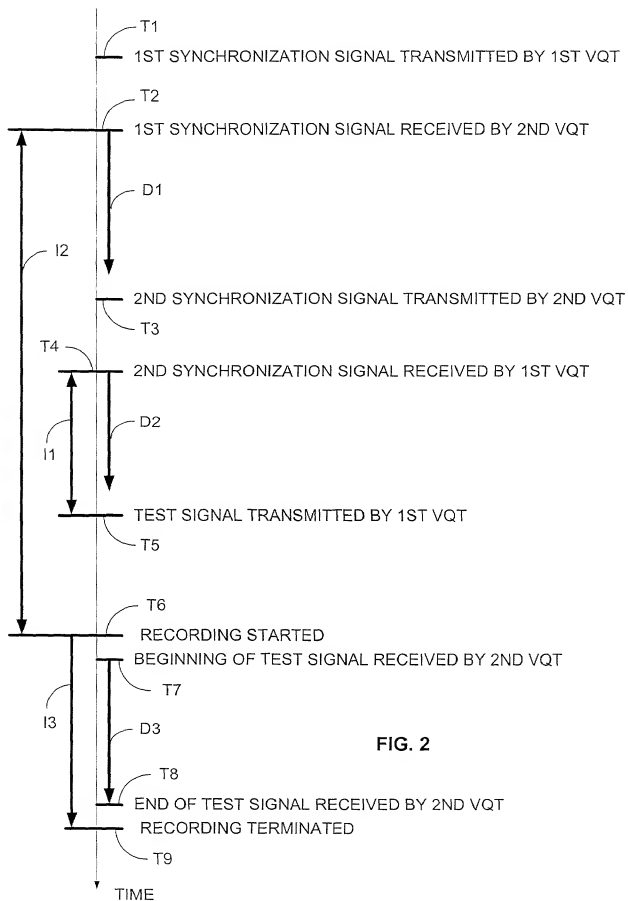 T1
1ST SYNCHRONIZATION SIGNAL TRANSMITTED BY 1ST VQT
T2
1ST SYNCHRONIZATION SIGNAL RECEIVED BY 2ND VQT
D1
I2
2ND SYNCHRONIZATION SIGNAL TRANSMITTED BY 2ND VQT
T3
T4
2ND SYNCHRONIZATION SIGNAL RECEIVED BY 1ST VQT
D2
I1
TEST SIGNAL TRANSMITTED BY 1ST VQT
T5
T6
RECORDING STARTED
BEGINNING OF TEST SIGNAL RECEIVED BY 2ND VQT
T7
I3
D3
FIG. 2
T8
END OF TEST SIGNAL RECEIVED BY 2ND VQT
RECORDING TERMINATED
T9
TIME